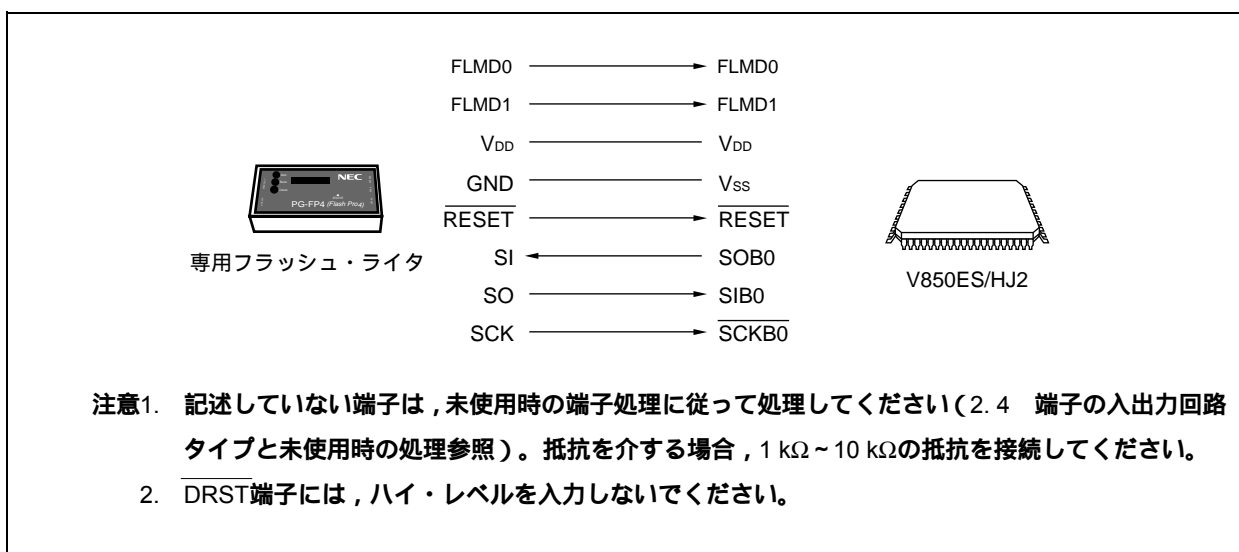 FLMD0 FLMD0
FLMD1 FLMD1
VDD VDD
GND VSS
RESET RESET
SI SOB0
SO SIB0
SCK SCKB0
NEC
PG-FP4 (Flash Pro4)
専用フラッシュ・ライタ
V850ES/HJ2
注意1. 記述していない端子は,未使用時の端子処理に従って処理してください(2.4 端子の入出力回路
タイプと未使用時の処理参照)。抵抗を介する場合,1 kΩ~10 kΩの抵抗を接続してください。
2. DRST端子には,ハイ・レベルを入力しないでください。